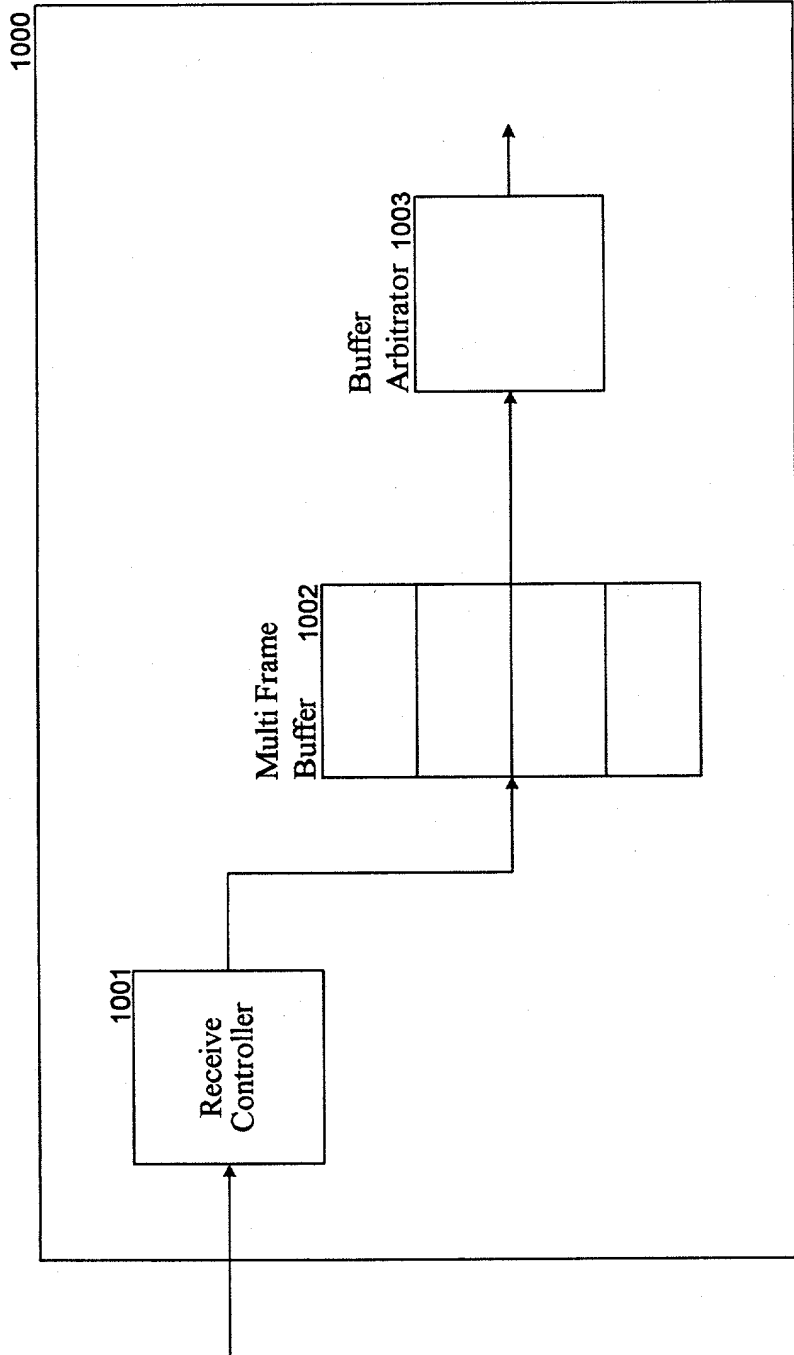 1000
1001
Receive
Controller
Multi Frame
Buffer 1002
Buffer
Arbitrator 1003